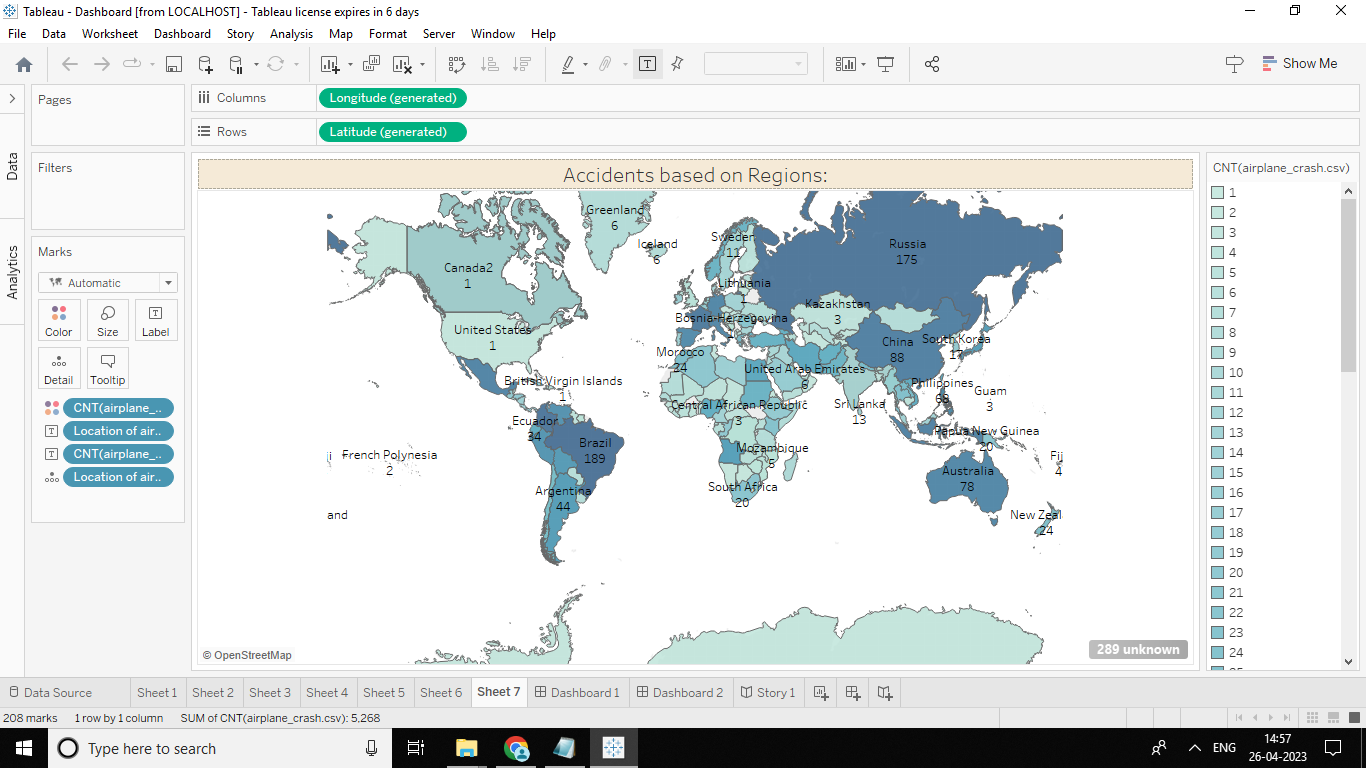 Tableau - Dashboard [from LOCALHOST] - Tableau license expires in 6 days
File Data Worksheet Dashboard Story Analysis Map Format Server Window Help
Show Me
Pages
Columns
Longitude (generated)
Rows
Latitude (generated)
Data
Analytics
Filters
Marks
Automatic
Color Size Label
Detail Tooltip
CNT(airplane_..
Location of air..
CNT(airplane_..
Location of air..
Accidents based on Regions:
Greenland
6
Iceland
6
Sweden
11
Russia
175
Canada2
1
Lithuania
1
Kazakhstan
3
Bosnia-Herzegovina
United States
1
China
88
South Korea
17
Morocco
24
United Arab Emirates
British Virgin Islands
1
Philippines
68
Guam
3
Central African Republic
3
Sri Lanka
13
Ecuador
34
Brazil
189
Papua New Guinea
20
Mozambique
5
French Polynesia
2
Fij
4
Australia
78
Argentina
44
South Africa
20
and
New Zeal
24
© OpenStreetMap
289 unknown
CNT(airplane_crash.csv)
1
2
3
4
5
6
7
8
9
10
11
12
13
14
15
16
17
18
19
20
21
22
23
24
Data Source Sheet 1 Sheet 2 Sheet 3 Sheet 4 Sheet 5 Sheet 6 Sheet 7 Dashboard 1 Dashboard 2 Story 1
208 marks 1 row by 1 column SUM of CNT(airplane_crash.csv): 5,268
Type here to search
ENG
14:57
26-04-2023